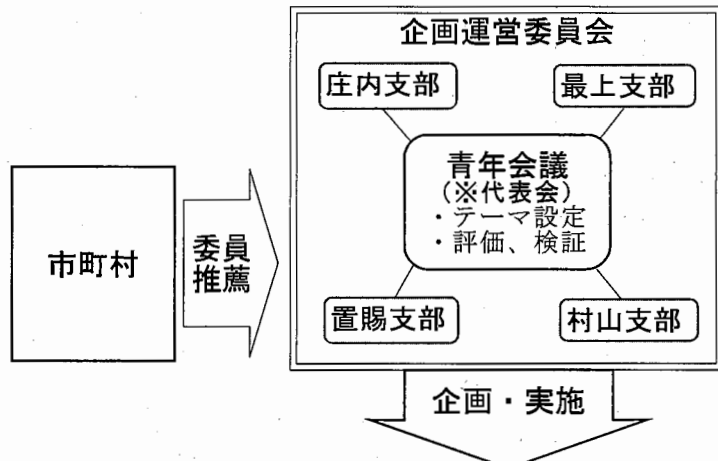 企画運営委員会
庄内支部
最上支部
青年会議
(※代表会)
・テーマ設定
・評価、検証
市町村
委員
推薦
置賜支部
村山支部
企画・実施